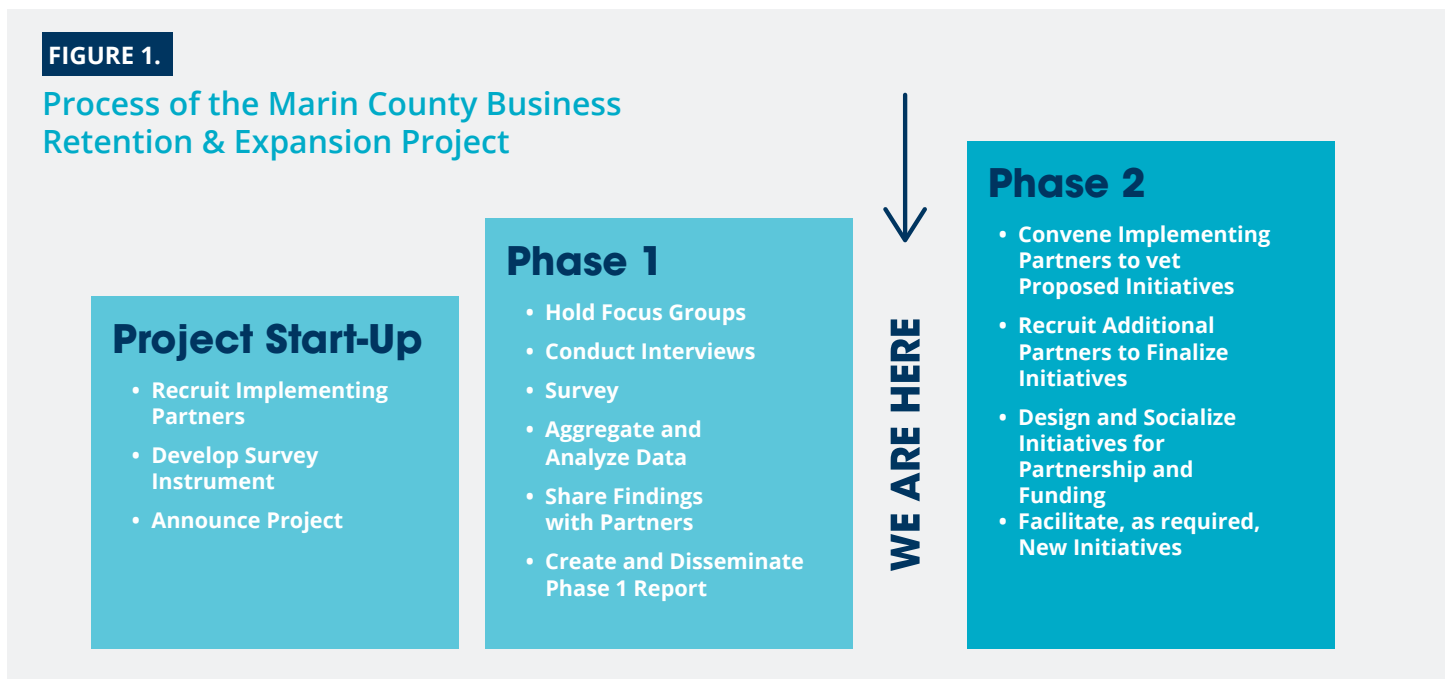 FIGURE 1.
Process of the Marin County Business
Retention & Expansion Project
Project Start-Up
• Recruit Implementing
Partners
• Develop Survey
Instrument
• Announce Project
Phase 1
• Hold Focus Groups
• Conduct Interviews
• Survey
• Aggregate and
Analyze Data
• Share Findings
with Partners
• Create and Disseminate
Phase 1 Report
WE ARE HERE
Phase 2
• Convene Implementing
Partners to vet
Proposed Initiatives
• Recruit Additional
Partners to Finalize
Initiatives
• Design and Socialize
Initiatives for
Partnership and
Funding
• Facilitate, as required,
New Initiatives